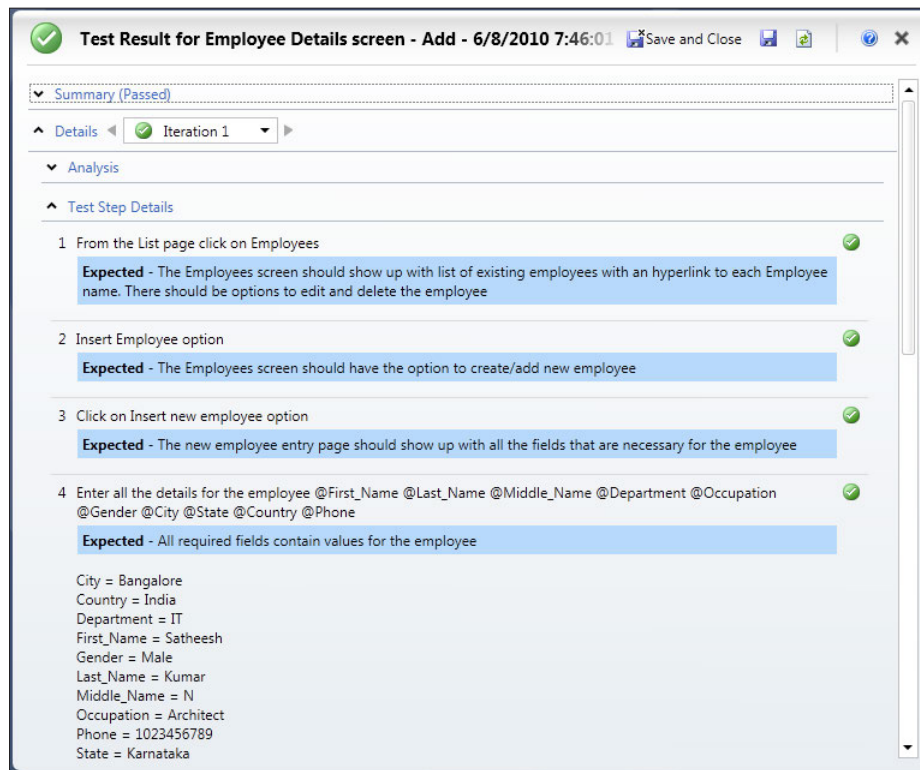 Test Result for Employee Details screen - Add - 6/8/2010 7:46:01 Save and Close
Summary (Passed)
Details Iteration 1
Analysis
Test Step Details
1 From the List page click on Employees
Expected - The Employees screen should show up with list of existing employees with an hyperlink to each Employee
name. There should be options to edit and delete the employee
2 Insert Employee option
Expected - The Employees screen should have the option to create/add new employee
3 Click on Insert new employee option
Expected - The new employee entry page should show up with all the fields that are necessary for the employee
4 Enter all the details for the employee @First_Name @Last_Name @Middle_Name @Department @Occupation
@Gender @City @State @Country @Phone
Expected - All required fields contain values for the employee
City = Bangalore
Country = India
Department = IT
First_Name = Satheesh
Gender = Male
Last_Name = Kumar
Middle_Name = N
Occupation = Architect
Phone = 1023456789
State = Karnataka